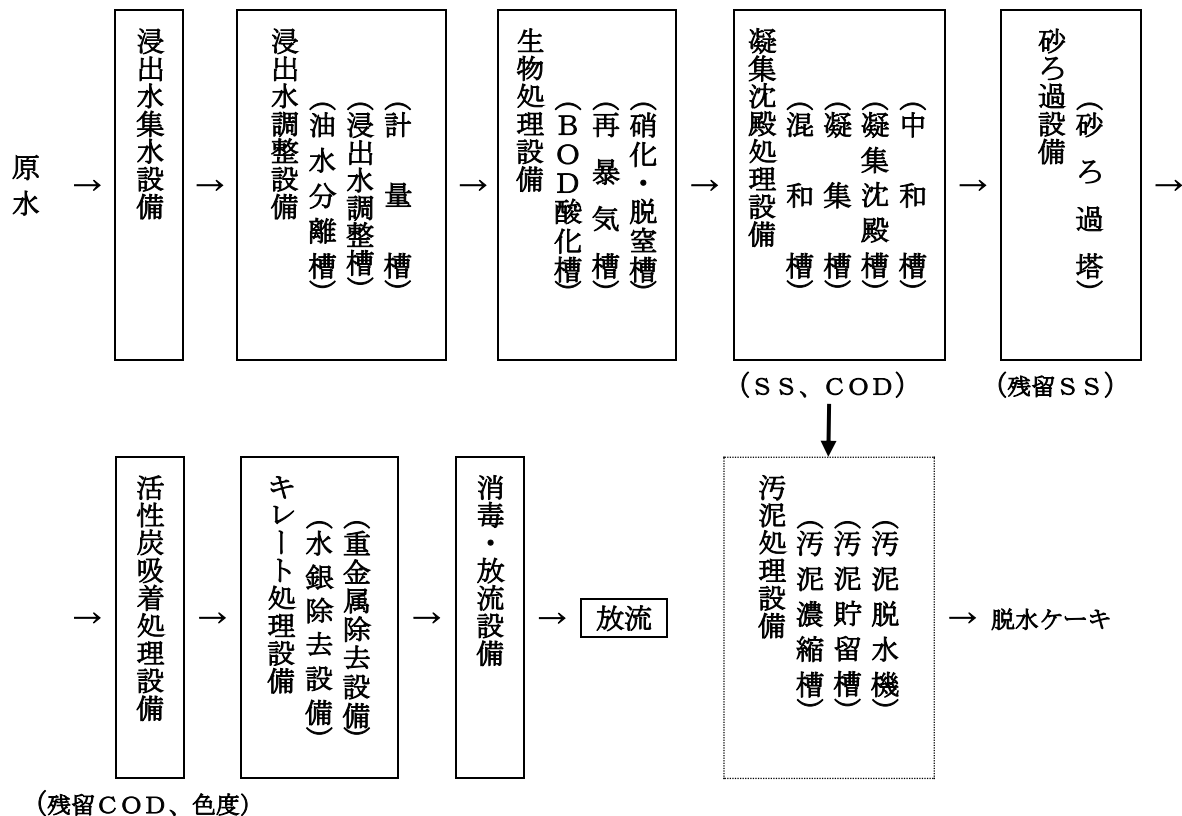 原水
→
浸出水集水設備
→
浸出水調整設備
（油水分離槽）
（浸出水調整槽）
（計量槽）
→
生物処理設備
（ＢＯＤ酸化槽）
（再暴気槽）
（硝化・脱窒槽）
→
凝集沈殿処理設備
（混和槽）
（凝集槽）
（凝集沈殿槽）
（中和槽）
→
砂ろ過設備
（砂ろ過塔）
→
（ＳＳ、ＣＯＤ）
（残留ＳＳ）
→
活性炭吸着処理設備
→
キレート処理設備
（水銀除去設備）
（重金属除去設備）
→
消毒・放流設備
→
放流
汚泥処理設備
（汚泥濃縮槽）
（汚泥貯留槽）
（汚泥脱水機）
→
脱水ケーキ
（残留ＣＯＤ、色度）